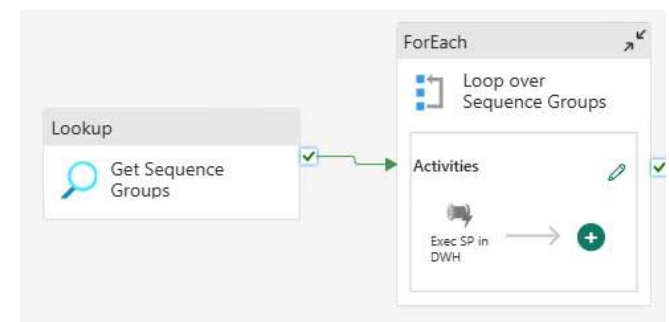 Lookup
Get Sequence
Groups
ForEach
Loop over
Sequence Groups
Activities
Exec SP in
DWH